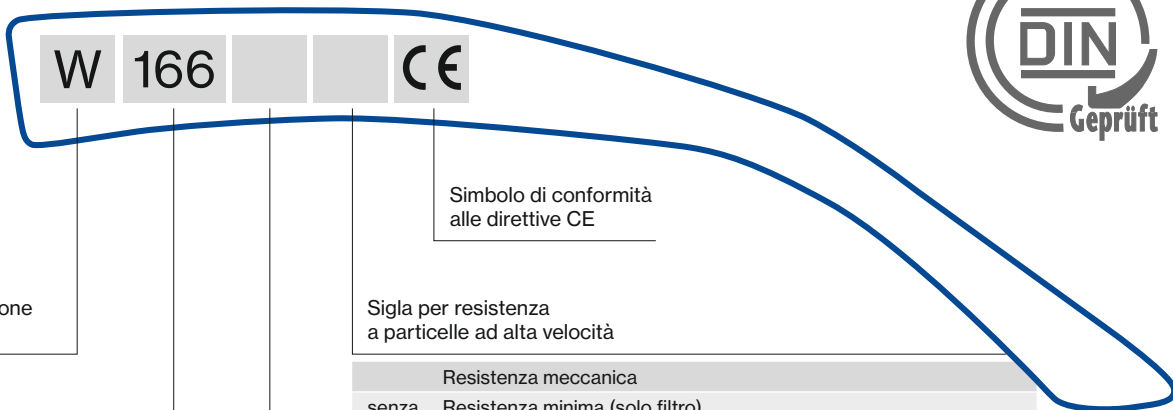 W 166 CE
DIN
Geprüft
Simbolo di conformità
alle direttive CE
Sigla per resistenza
a particelle ad alta velocità
Resistenza meccanica
senza Resistenza minima (solo filtro)